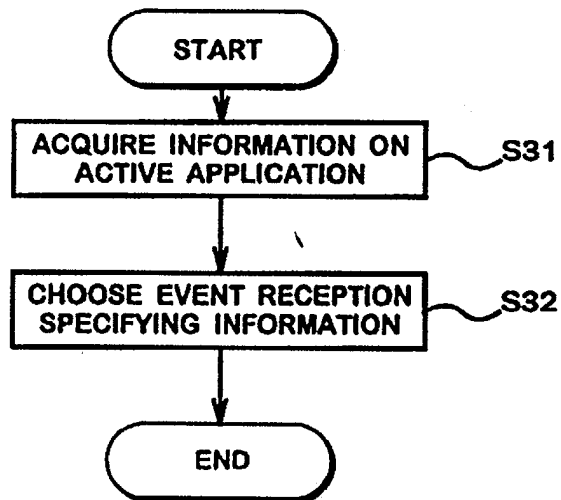 START
ACQUIRE INFORMATION ON
ACTIVE APPLICATION
S31
CHOOSE EVENT RECEPTION
SPECIFYING INFORMATION
S32
END